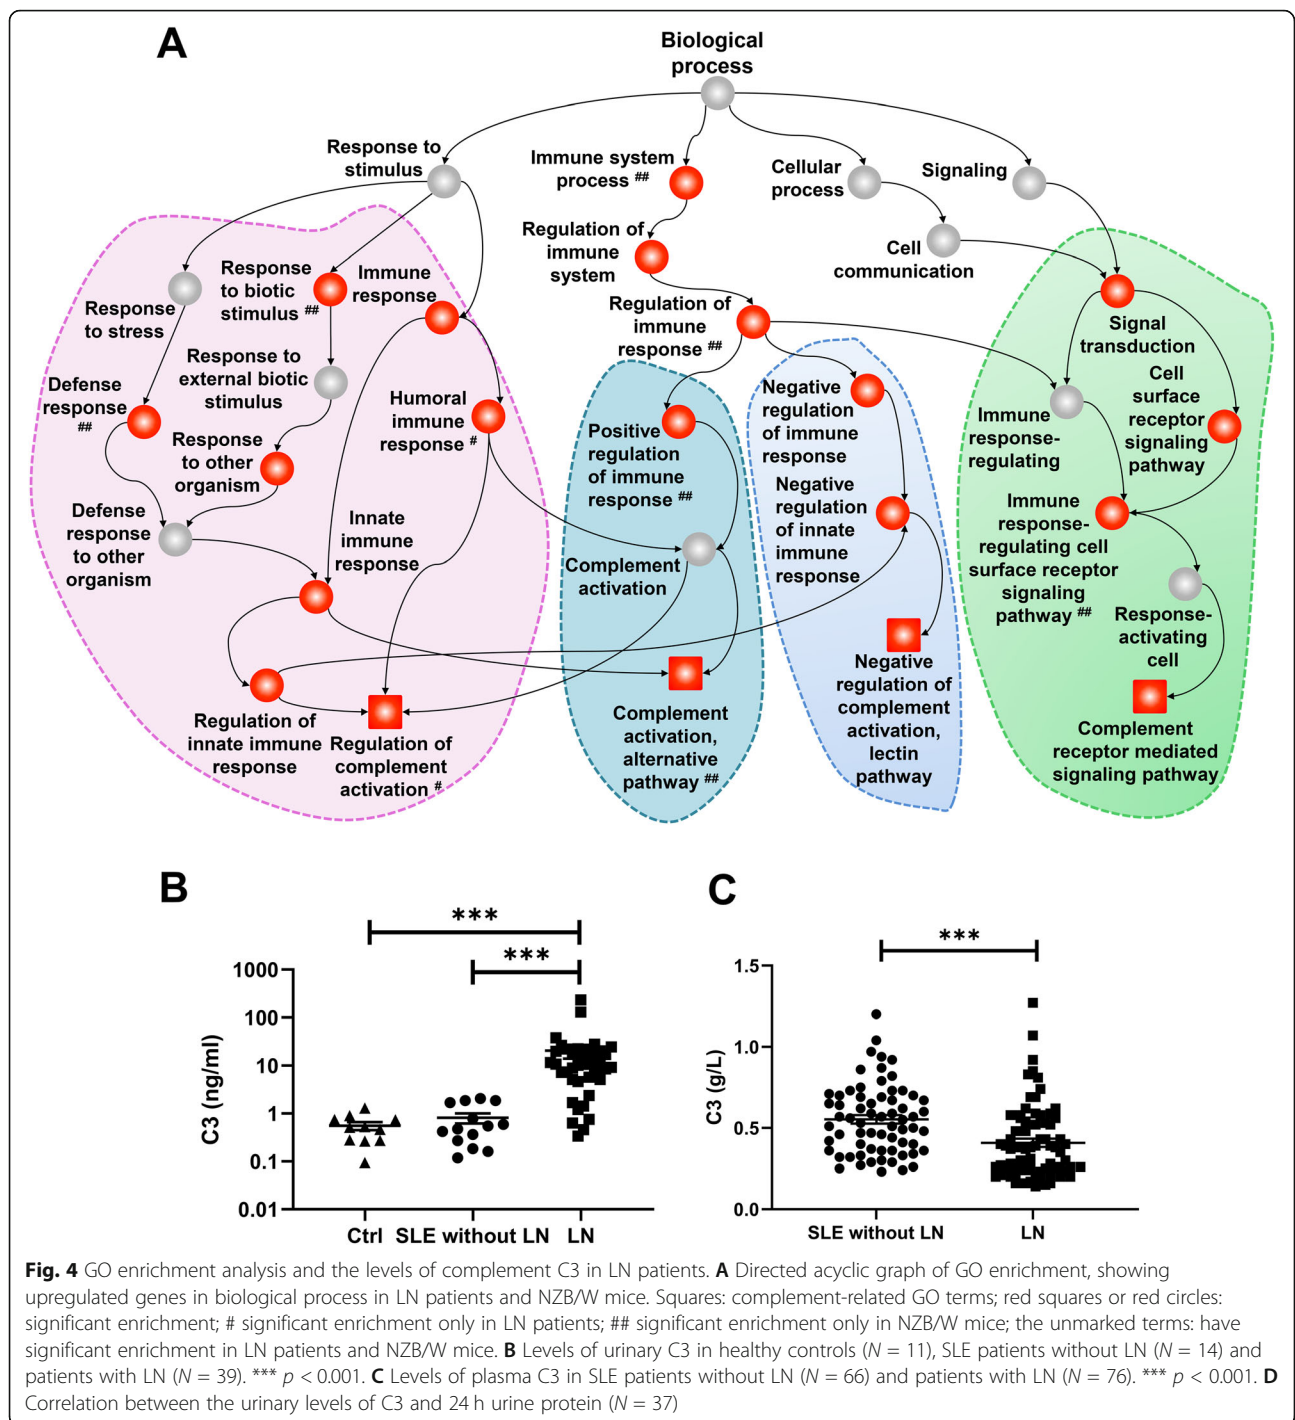 A
Biological
process
Response to
stimulus
Immune system
process ##
Cellular
process
Signaling
Regulation of
immune
system
Cell
communication
Response
to stress
Response
to biotic
stimulus ##
Immune
response
Regulation of
immune
response ##
Signal
transduction
Response to
external biotic
stimulus
Defense
response
##
Humoral
immune
response #
Negative
regulation
of immune
response
Cell
surface
receptor
signaling
pathway
Immune
response-
regulating
Response
to other
organism
Positive
regulation
of immune
response ##
Negative
regulation
of innate
immune
response
Immune
response-
regulating cell
surface receptor
signaling
pathway ##
Defense
response
to other
organism
Innate
immune
response
Complement
activation
Response-
activating
cell
Negative
regulation of
complement
activation,
lectin
pathway
Regulation of
innate immune
response
Regulation of
complement
activation #
Complement
activation,
alternative
pathway ##
Complement
receptor mediated
signaling pathway
B
***
***
1000
100
10
1
0.1
0.01
C3 (ng/ml)
Ctrl SLE without LN LN
C
***
1.5
1.0
0.5
0.0
C3 (g/L)
SLE without LN LN
Fig. 4 GO enrichment analysis and the levels of complement C3 in LN patients. A Directed acyclic graph of GO enrichment, showing
upregulated genes in biological process in LN patients and NZB/W mice. Squares: complement-related GO terms; red squares or red circles:
significant enrichment; # significant enrichment only in LN patients; ## significant enrichment only in NZB/W mice; the unmarked terms: have
significant enrichment in LN patients and NZB/W mice. B Levels of urinary C3 in healthy controls (N = 11), SLE patients without LN (N = 14) and
patients with LN (N = 39). *** p < 0.001. C Levels of plasma C3 in SLE patients without LN (N = 66) and patients with LN (N = 76). *** p < 0.001. D
Correlation between the urinary levels of C3 and 24 h urine protein (N = 37)